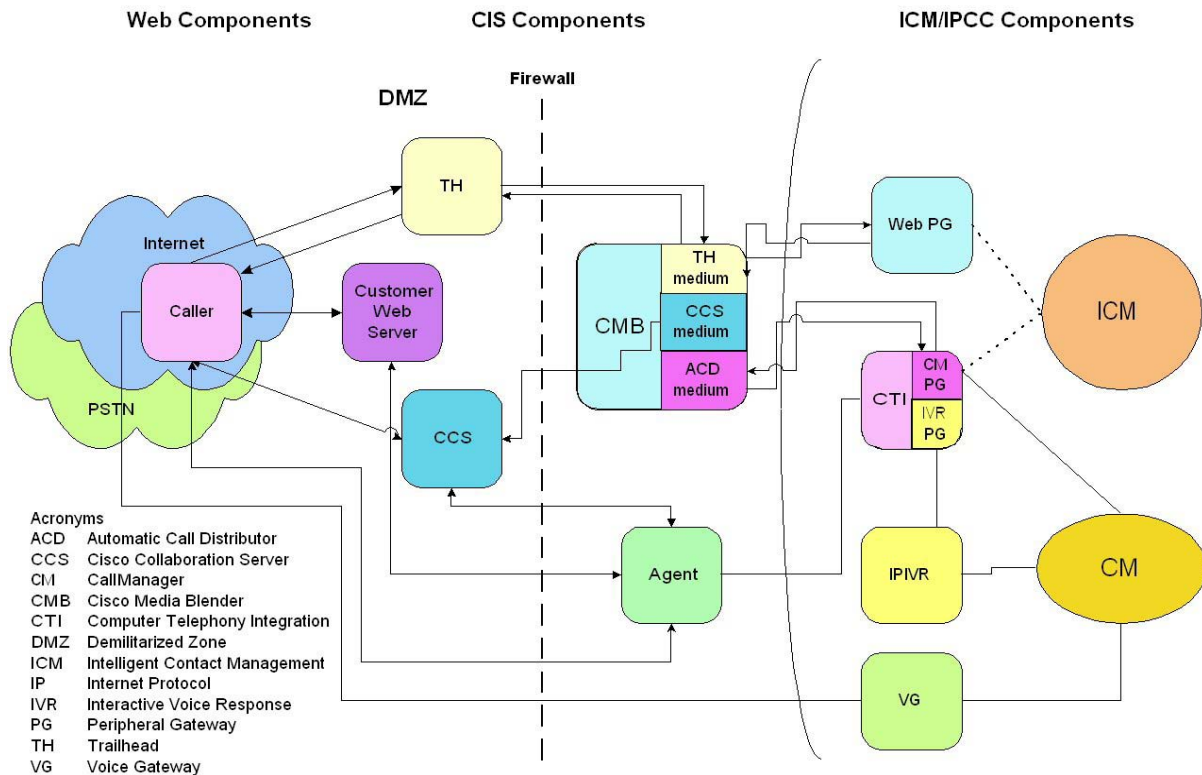 Web Components
CIS Components
ICM/IPCC Components
Firewall
DMZ
TH
Web PG
Internet
TH
medium
Customer
Web
Server
Caller
CMB
CCS
medium
ICM
ACD
medium
CM
PG
CTI
IVR
PG
PSTN
CCS
Agent
IPIVR
CM
VG
Acronyms
ACD Automatic Call Distributor
CCS Cisco Collaboration Server
CM CallManager
CMB Cisco Media Blender
CTI Computer Telephony Integration
DMZ Demilitarized Zone
ICM Intelligent Contact Management
IP Internet Protocol
IVR Interactive Voice Response
PG Peripheral Gateway
TH Trailhead
VG Voice Gateway